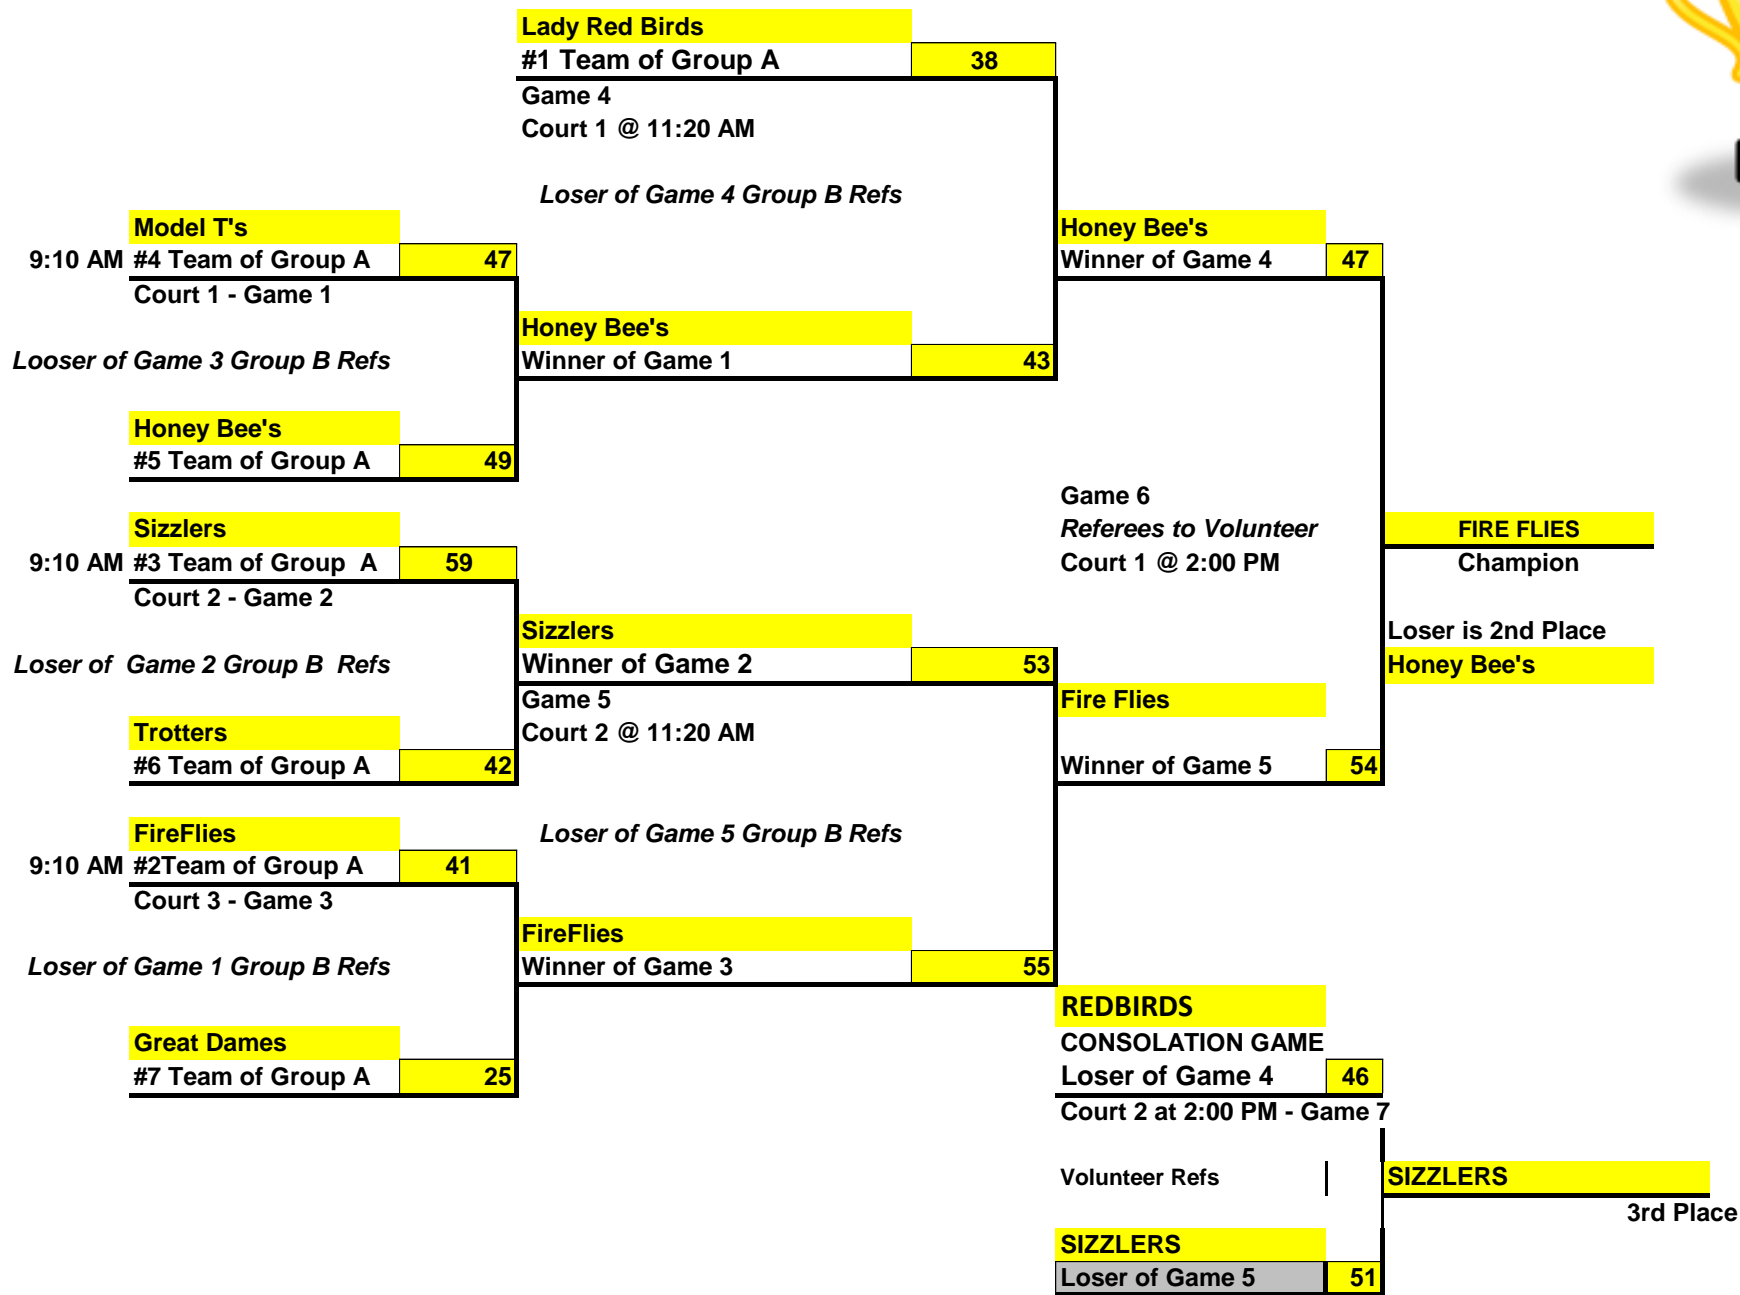 Lady Red Birds
#1 Team of Group A 38
Game 4
Court 1 @ 11:20 AM
Loser of Game 4 Group B Refs
Model T's
9:10 AM #4 Team of Group A 47
Court 1 - Game 1
Looser of Game 3 Group B Refs
Honey Bee's
#5 Team of Group A 49
Honey Bee's
Winner of Game 1 43
Honey Bee's
Winner of Game 4 47
Sizzlers
9:10 AM #3 Team of Group A 59
Court 2 - Game 2
Loser of Game 2 Group B Refs
Trotters
#6 Team of Group A 42
Sizzlers
Winner of Game 2 53
Game 5
Court 2 @ 11:20 AM
Loser of Game 5 Group B Refs
FireFlies
9:10 AM #2Team of Group A 41
Court 3 - Game 3
Loser of Game 1 Group B Refs
Great Dames
#7 Team of Group A 25
FireFlies
Winner of Game 3 55
Game 6
Referees to Volunteer
Court 1 @ 2:00 PM
Fire Flies
Winner of Game 5 54
FIRE FLIES
Champion
Loser is 2nd Place
Honey Bee's
REDBIRDS
CONSOLATION GAME
Loser of Game 4 46
Court 2 at 2:00 PM - Game 7
Volunteer Refs
SIZZLERS
Loser of Game 5 51
SIZZLERS
3rd Place